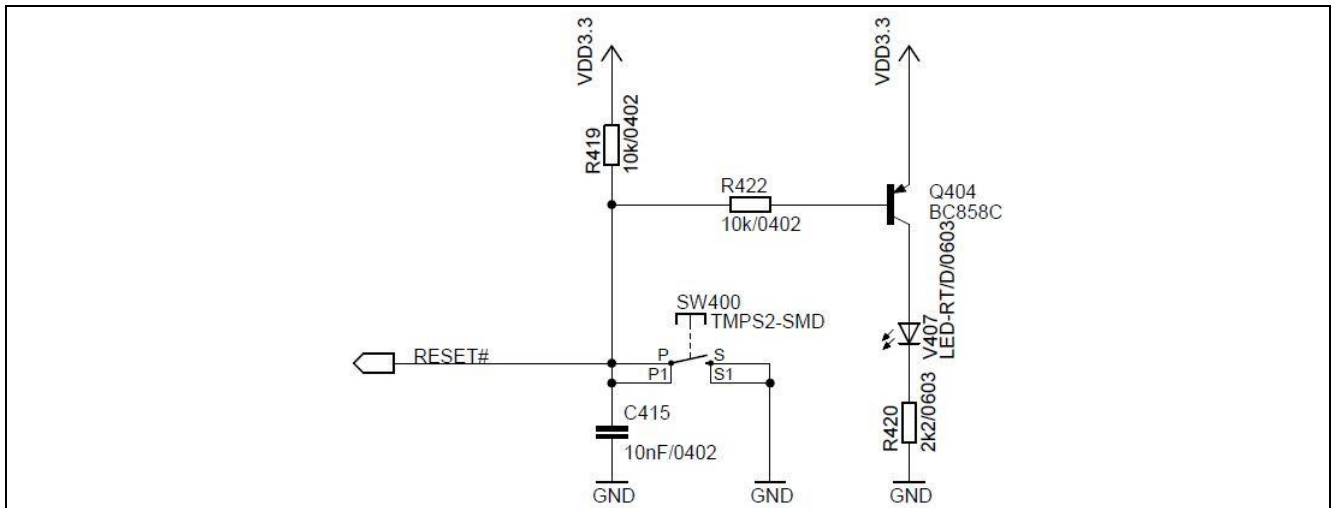 VDD3.3
VDD3.3
R419
10k/0402
R422
10k/0402
Q404
BC858C
SW400
TMPS2-SMD
V407
LED-RT/D/0603
RESET#
P
S
P1
S1
C415
10nF/0402
R420
2k2/0603
GND
GND
GND